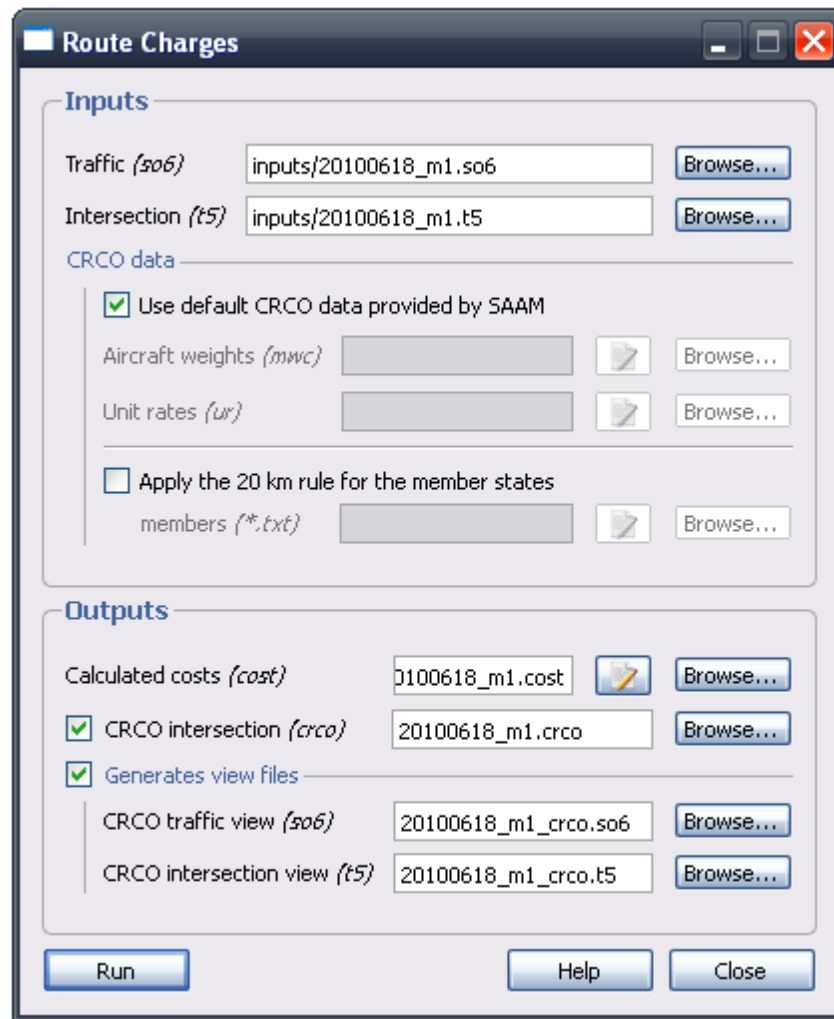 Route Charges
Inputs
Traffic (so6) inputs/20100618_m1.so6 Browse...
Intersection (t5) inputs/20100618_m1.t5 Browse...
CRCO data
Use default CRCO data provided by SAAM
Aircraft weights (mwc) Browse...
Unit rates (ur) Browse...
Apply the 20 km rule for the member states
members (*.txt) Browse...
Outputs
Calculated costs (cost) 0100618_m1.cost Browse...
CRCO intersection (crco) 20100618_m1.crco Browse...
Generates view files
CRCO traffic view (so6) 20100618_m1_crco.so6 Browse...
CRCO intersection view (t5) 20100618_m1_crco.t5 Browse...
Run Help Close